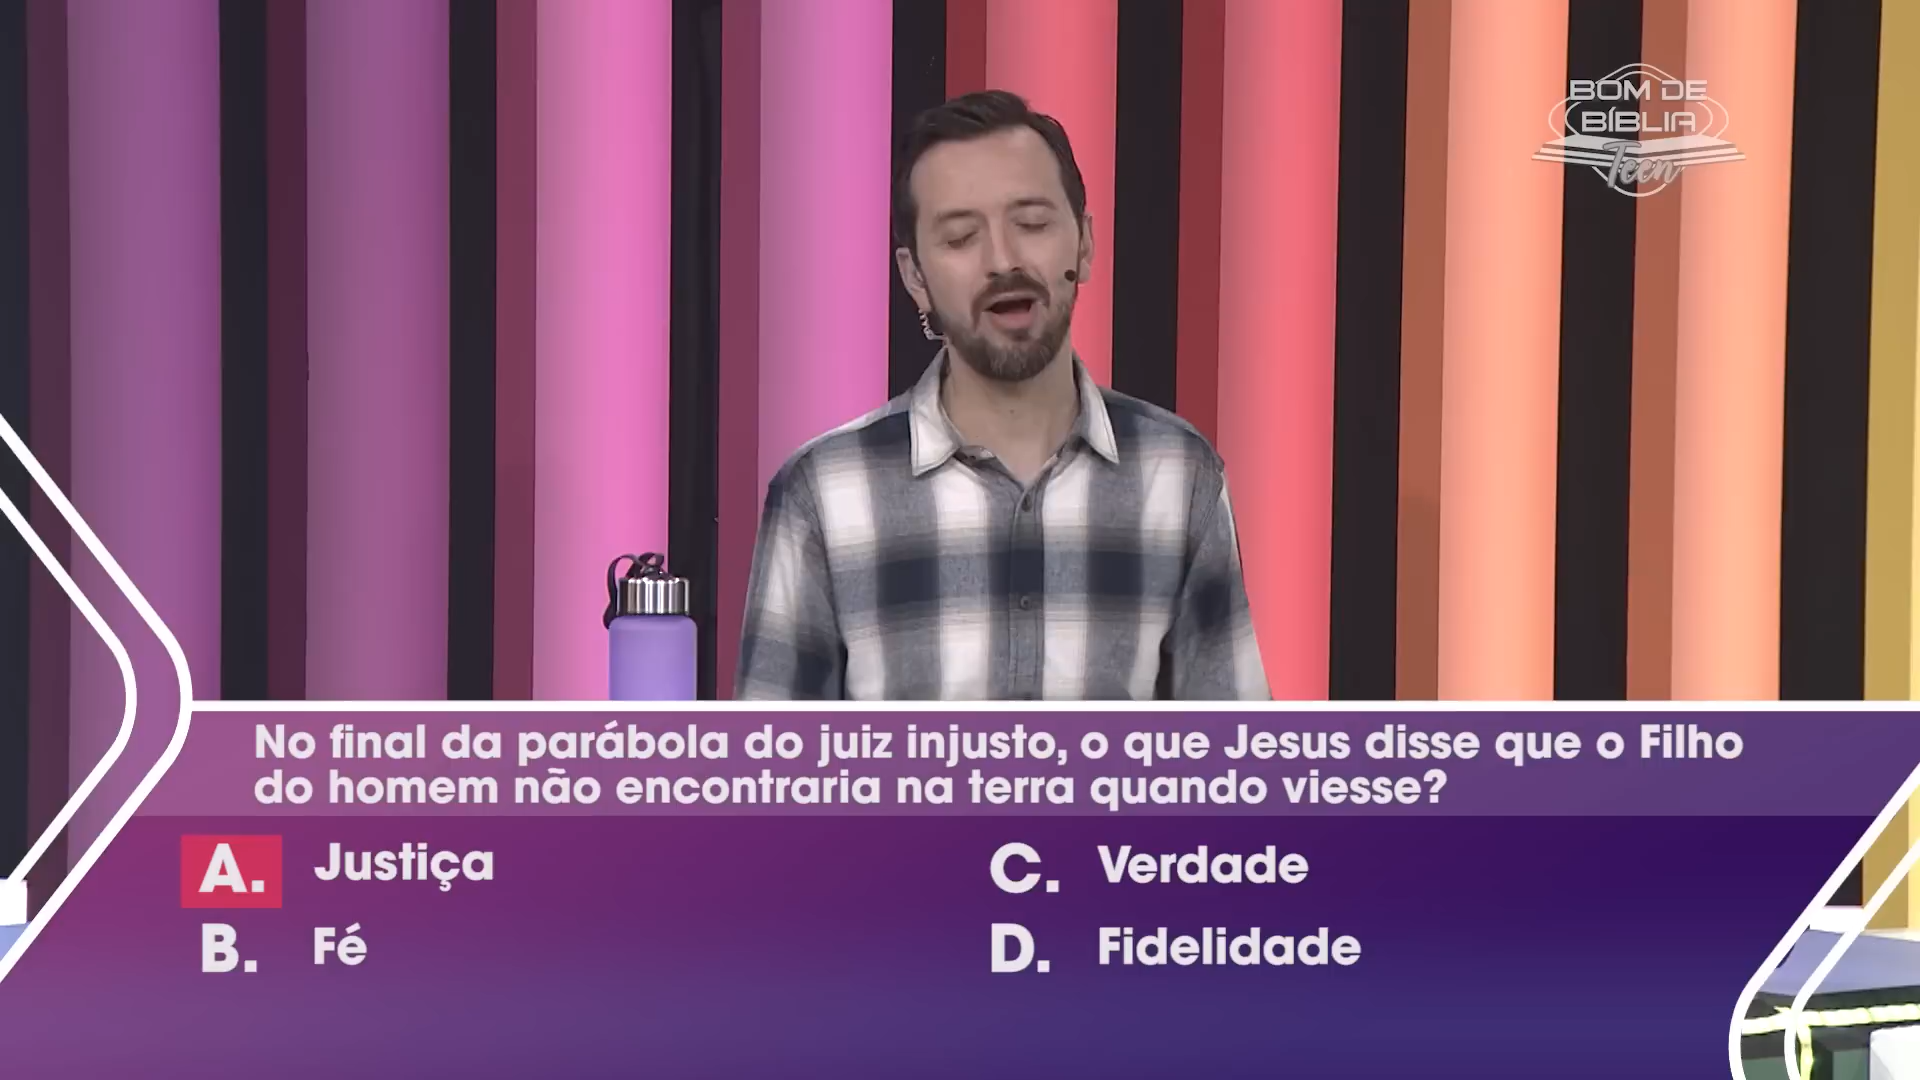 BOM DE
BÍBLIA
Teen
No final da parábola do juiz injusto, o que Jesus disse que o Filho
do homem não encontraria na terra quando viesse?
A. Justiça
C. Verdade
B. Fé
D. Fidelidade